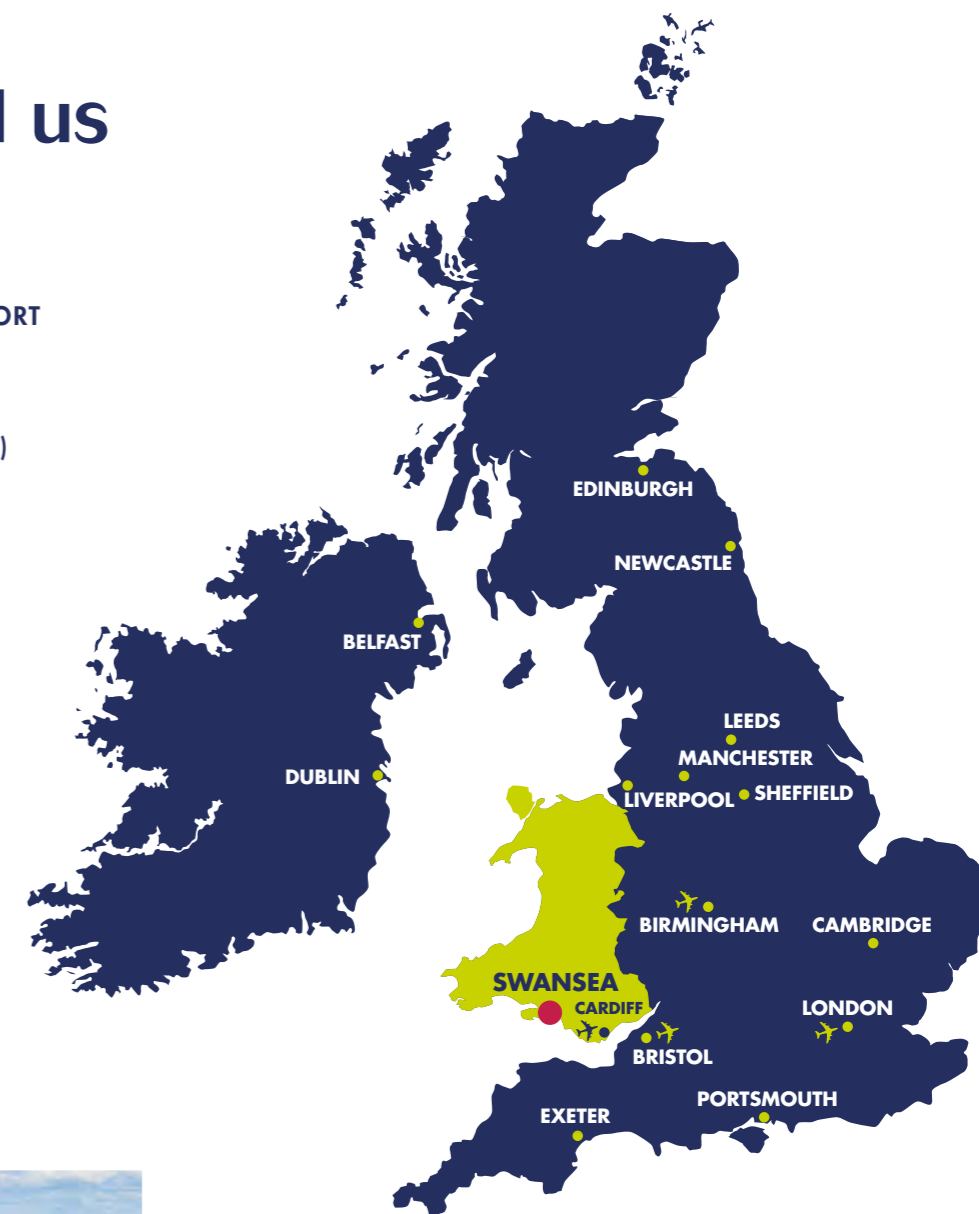 l us
ORT
)
EDINBURGH
NEWCASTLE
BELFAST
LEEDS
MANCHESTER
DUBLIN
LIVERPOOL
SHEFFIELD
BIRMINGHAM
CAMBRIDGE
SWANSEA
CARDIFF
LONDON
BRISTOL
PORTSMOUTH
EXETER